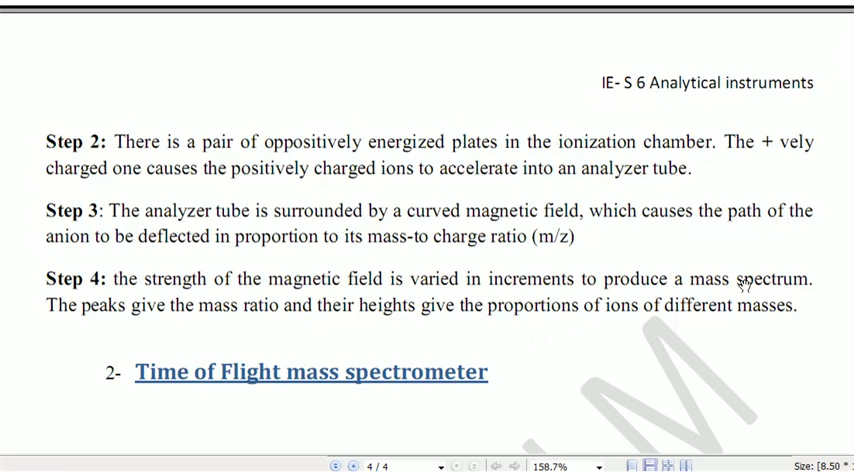 IE- S 6 Analytical instruments
Step 2: There is a pair of oppositively energized plates in the ionization chamber. The + vely
charged one causes the positively charged ions to accelerate into an analyzer tube.
Step 3: The analyzer tube is surrounded by a curved magnetic field, which causes the path of the
anion to be deflected in proportion to its mass-to charge ratio (m/z)
Step 4: the strength of the magnetic field is varied in increments to produce a mass spectrum.
The peaks give the mass ratio and their heights give the proportions of ions of different masses.
2- Time of Flight mass spectrometer
4 / 4 158.7% Size: [8.50 *